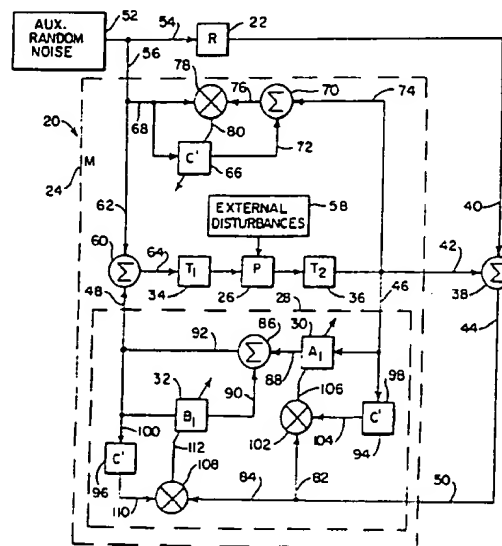 AUX.
RANDOM
NOISE
52
54
R
22
56
78
76
Σ
70
74
68
80
72
C'
66
20
24
M
62
EXTERNAL
DISTURBANCES
58
40
60
Σ
64
T1
34
P
26
T2
36
42
Σ
38
48
46
44
28
92
86
Σ
88
30
A1
90
32
B1
106
98
100
102
104
C'
94
C'
96
112
108
84
82
50
110